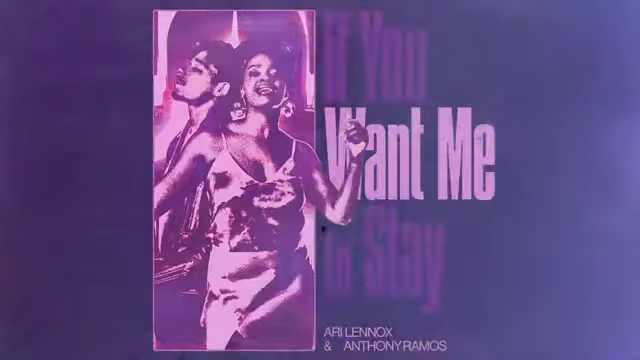 If You
Want Me
to Stay
ARI LENNOX
& ANTHONY RAMOS